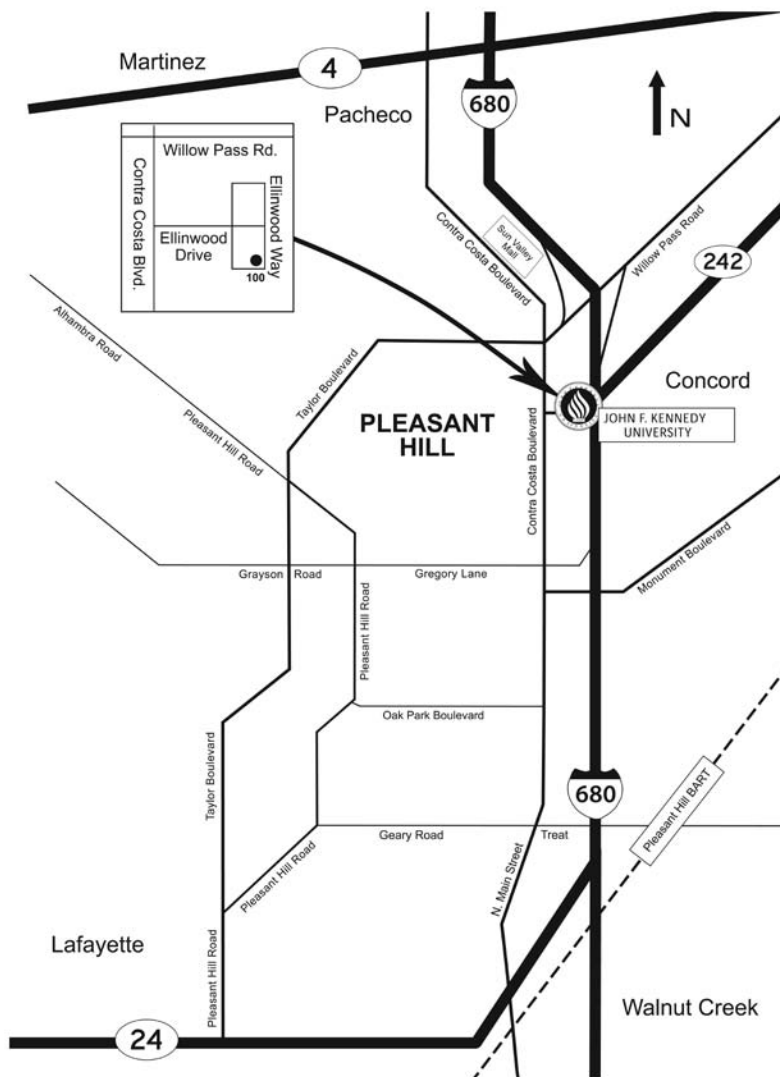 Martinez
4
680
Pacheco
N
Willow Pass Rd.
Contra Costa Blvd.
Ellinwood Way
Ellinwood
Drive
100
Contra Costa Boulevard
Sun Valley
Mall
Willow Pass Road
242
Alhambra Road
Taylor Boulevard
Pleasant Hill Road
PLEASANT
HILL
Contra Costa Boulevard
Concord
JOHN F. KENNEDY
UNIVERSITY
Grayson Road
Gregory Lane
Monument Boulevard
Pleasant Hill Road
Oak Park Boulevard
Taylor Boulevard
680
Pleasant Hill BART
Geary Road
Treat
Pleasant Hill Road
N. Main Street
Lafayette
Pleasant Hill Road
Walnut Creek
24